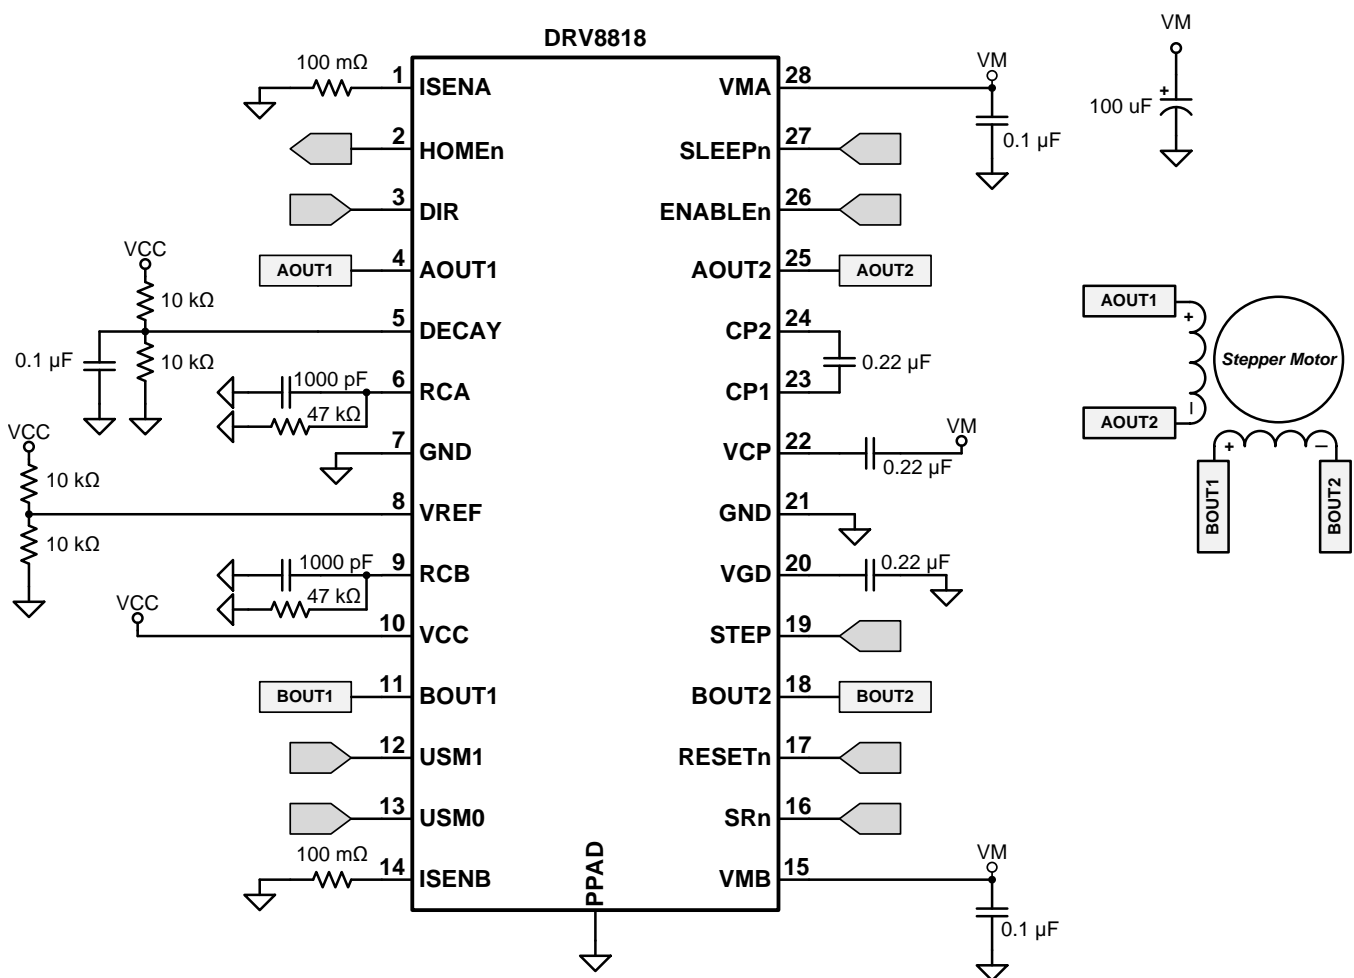 DRV8818
VM
100 mΩ
1
ISENA
VMA
28
VM
0.1 µF
100 uF
+
2
HOMEn
SLEEPn
27
3
DIR
ENABLEn
26
VCC
10 kΩ
AOUT1
4
AOUT1
AOUT2
25
AOUT2
5
DECAY
CP2
24
0.1 µF
10 kΩ
0.22 µF
1000 pF
6
RCA
CP1
23
47 kΩ
VCC
10 kΩ
7
GND
VCP
22
0.22 µF
VM
8
VREF
GND
21
10 kΩ
1000 pF
9
RCB
VGD
20
0.22 µF
47 kΩ
VCC
10
VCC
STEP
19
BOUT1
11
BOUT1
BOUT2
18
BOUT2
12
USM1
RESETn
17
13
USM0
SRn
16
100 mΩ
14
ISENB
PPAD
VMB
15
VM
0.1 µF
AOUT1
+
Stepper Motor
AOUT2
–
+
–
BOUT1
BOUT2